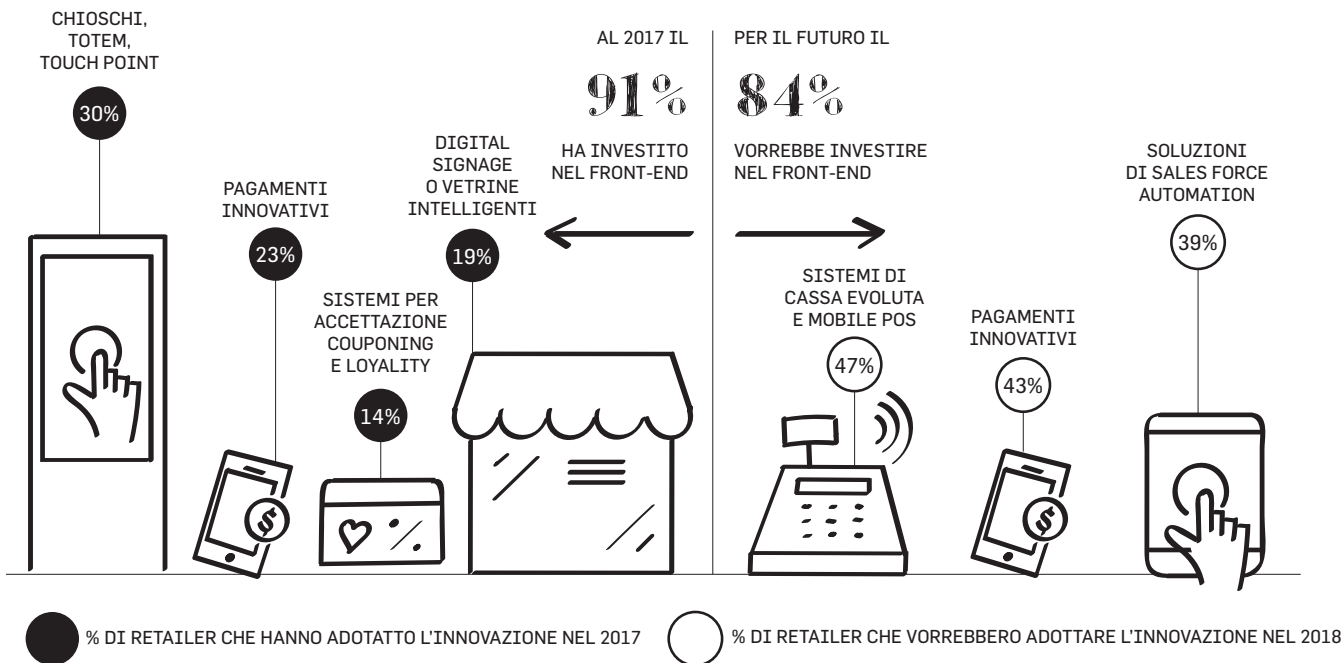 CHIOSCHI,
TOTEM,
TOUCH POINT
30%
PAGAMENTI
INNOVATIVI
23%
SISTEMI PER
ACCETTAZIONE
COUPONING
E LOYALITY
14%
DIGITAL
SIGNAGE
O VETRINE
INTELLIGENTI
19%
AL 2017 IL
91%
HA INVESTITO
NEL FRONT-END
PER IL FUTURO IL
84%
VORREBBE INVESTIRE
NEL FRONT-END
SISTEMI DI
CASSA EVOLUTA
E MOBILE POS
47%
PAGAMENTI
INNOVATIVI
43%
SOLUZIONI
DI SALES FORCE
AUTOMATION
39%
$
%
$
% DI RETAILER CHE HANNO ADOTATTO L'INNOVAZIONE NEL 2017
% DI RETAILER CHE VORREBBERO ADOTTARE L'INNOVAZIONE NEL 2018